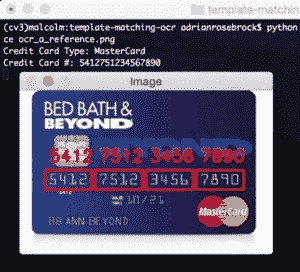 template-matchin
(cv3)malcolm:template-matching-ocr adrianrosebrock$ python
ce ocr_a_reference.png
Credit Card Type: MasterCard
Credit Card #: 5412751234567890
Image
BED BATH &
BEYOND
5412 7512 3456 7890
5412 7512 3456 7890
10/21
MasterCard
ANN BEYOND